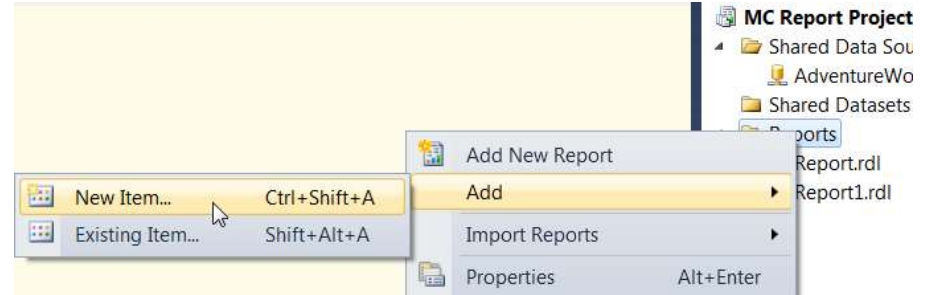 MC Report Project
Shared Data Sou
AdventureWo
Shared Datasets
Reports
Add New Report
Report.rdl
New Item... Ctrl+Shift+A
Add
Report1.rdl
Existing Item... Shift+Alt+A
Import Reports
Properties Alt+Enter